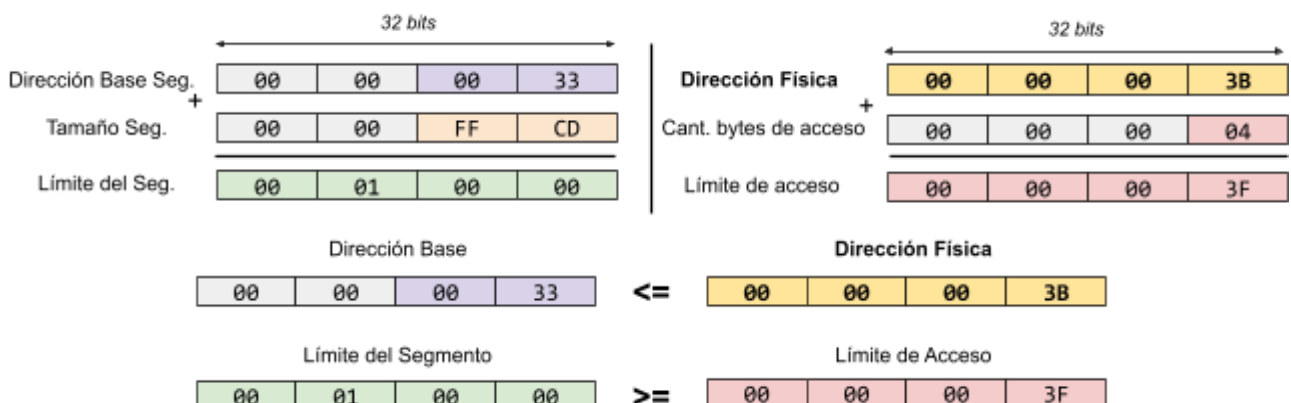 32 bits
Dirección Base Seg. 00 00 00 33
+
Tamaño Seg. 00 00 FF CD
Límite del Seg. 00 01 00 00
32 bits
Dirección Física 00 00 00 3B
+
Cant. bytes de acceso 00 00 00 04
Límite de acceso 00 00 00 3F
Dirección Base Dirección Física
00 00 00 33 <= 00 00 00 3B
Límite del Segmento Límite de Acceso
00 01 00 00 >= 00 00 00 3F